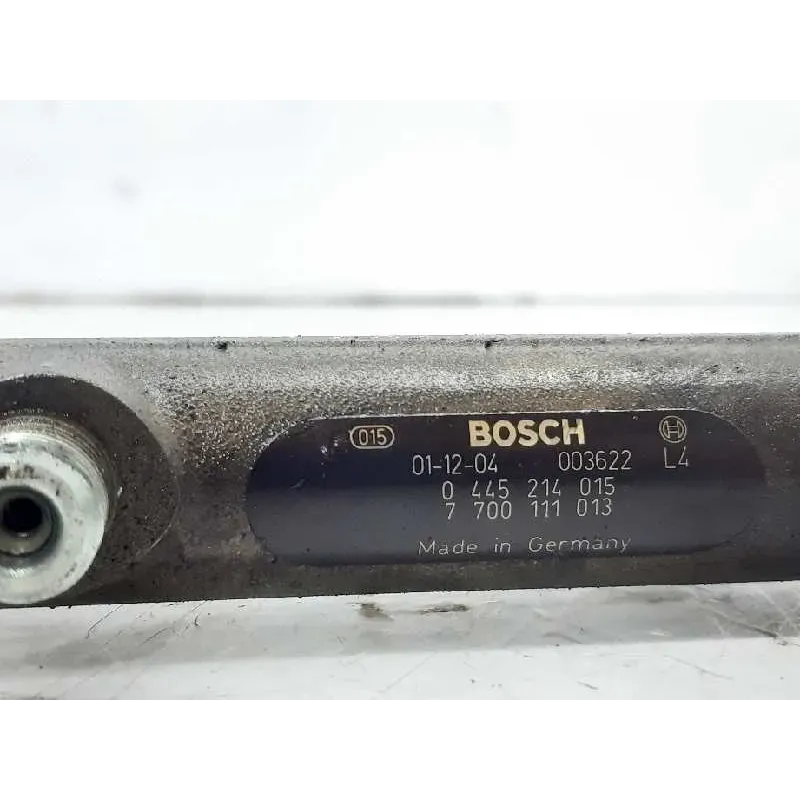 015 BOSCH
01-12-04 003622 L4
0 445 214 015
7 700 111 013
Made in Germany